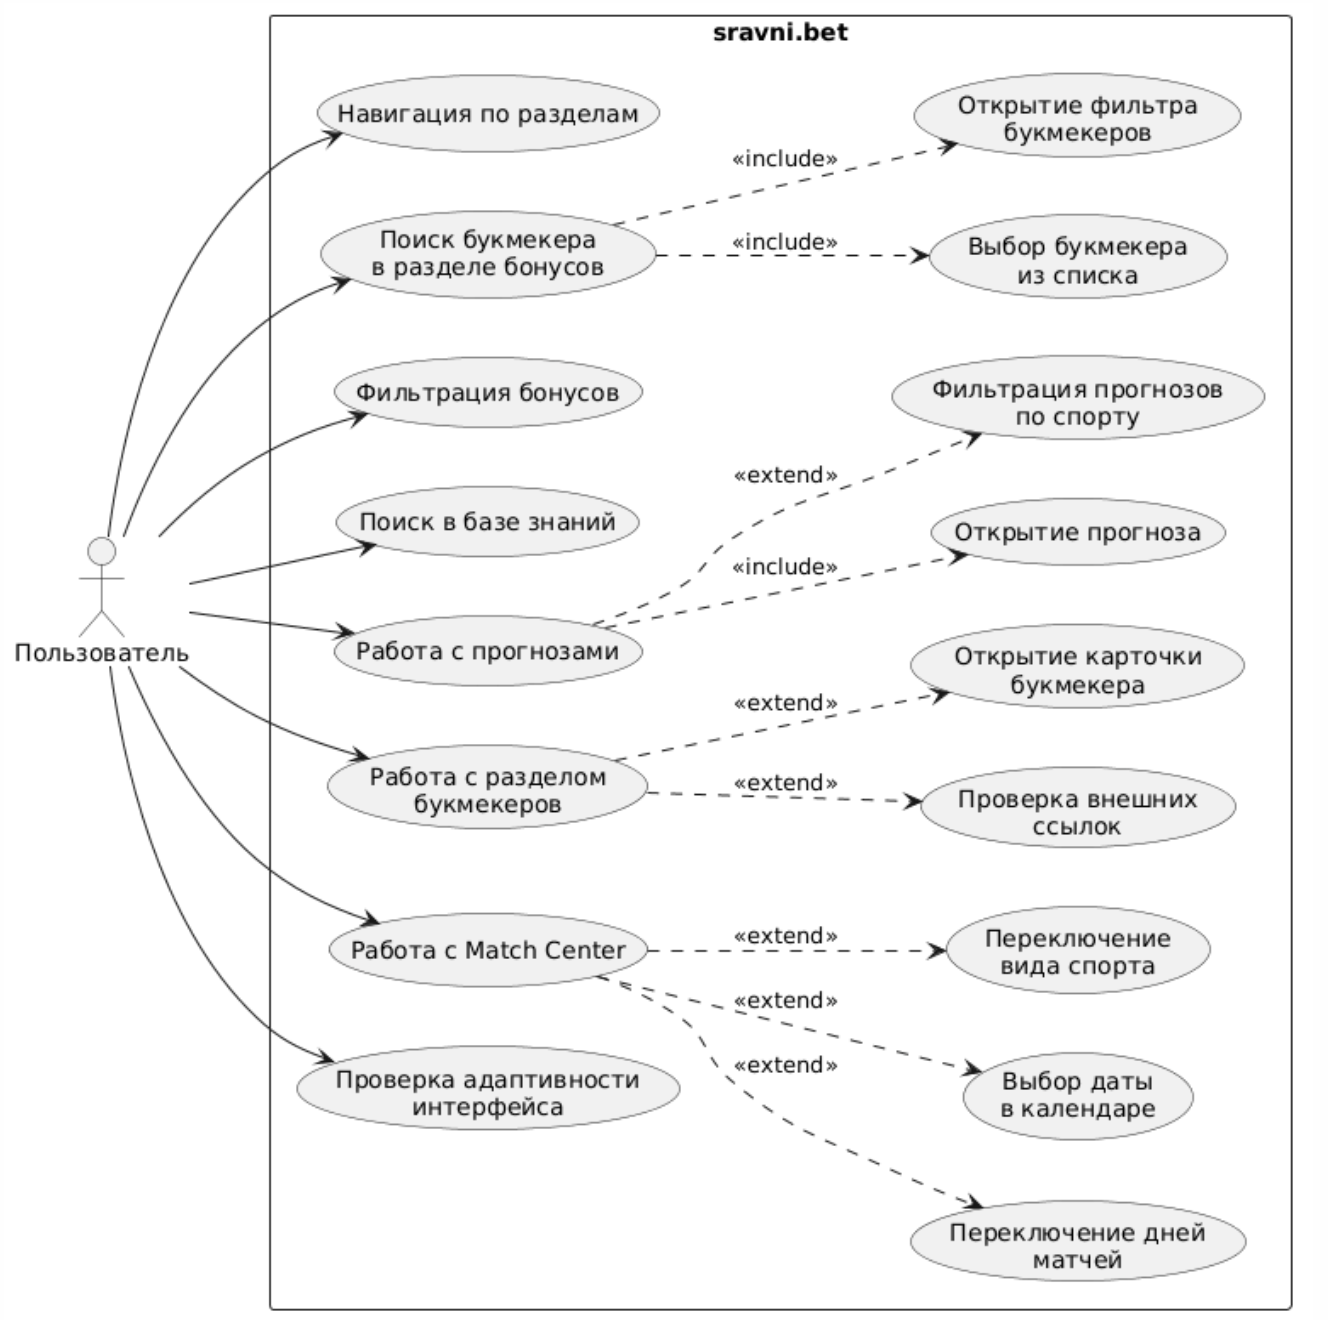 sravni.bet
Навигация по разделам
Открытие фильтра
букмекеров
«include»
Поиск букмекера
в разделе бонусов
«include»
Выбор букмекера
из списка
Фильтрация бонусов
Фильтрация прогнозов
по спорту
«extend»
Поиск в базе знаний
Открытие прогноза
«include»
Пользователь
Работа с прогнозами
Открытие карточки
букмекера
«extend»
Работа с разделом
букмекеров
«extend»
Проверка внешних
ссылок
Работа с Match Center
«extend»
Переключение
вида спорта
«extend»
«extend»
Проверка адаптивности
интерфейса
Выбор даты
в календаре
Переключение дней
матчей